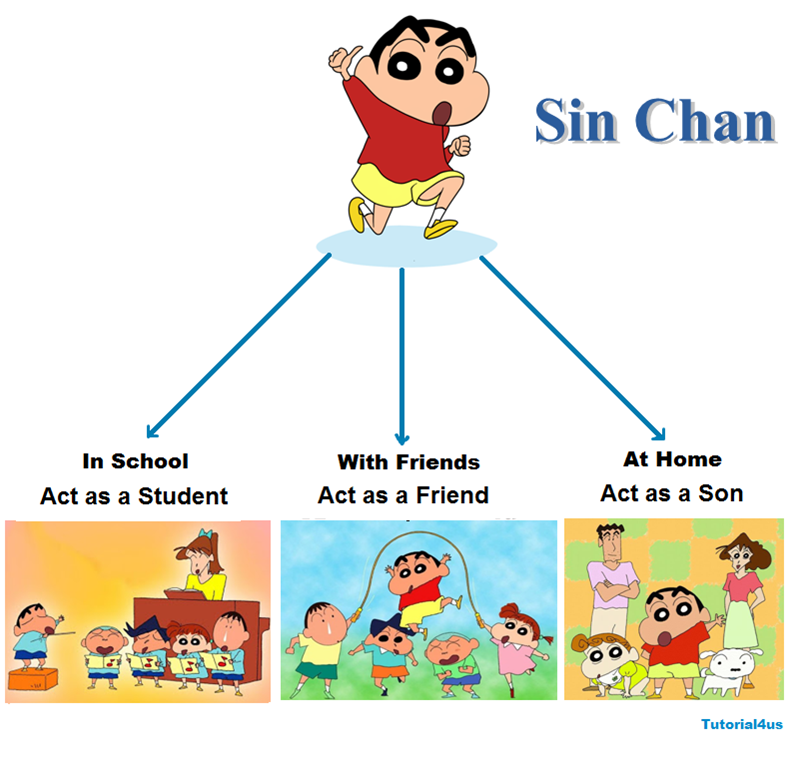 Sin Chan
In School
Act as a Student
With Friends
Act as a Friend
At Home
Act as a Son
Tutorial4us